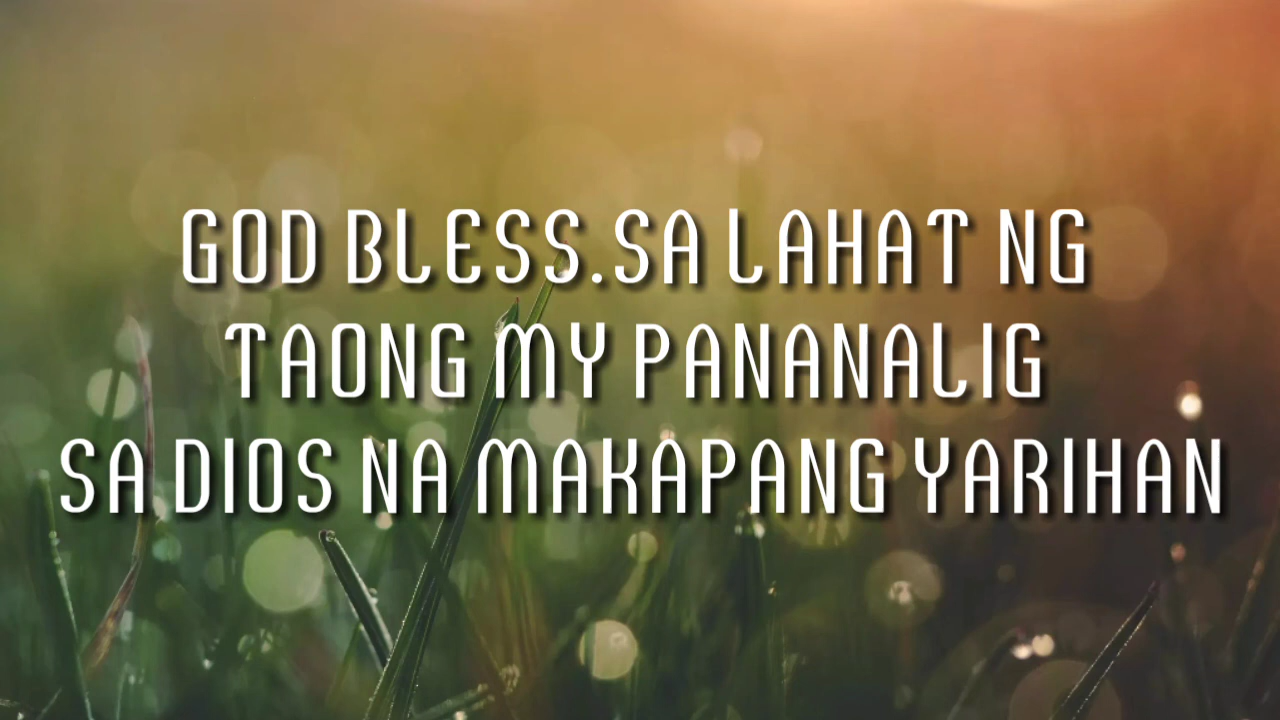 GOD BLESS.SA LAHAT NG
TAONG MY PANANALIG
SA DIOS NA MAKAPANG YARIHAN